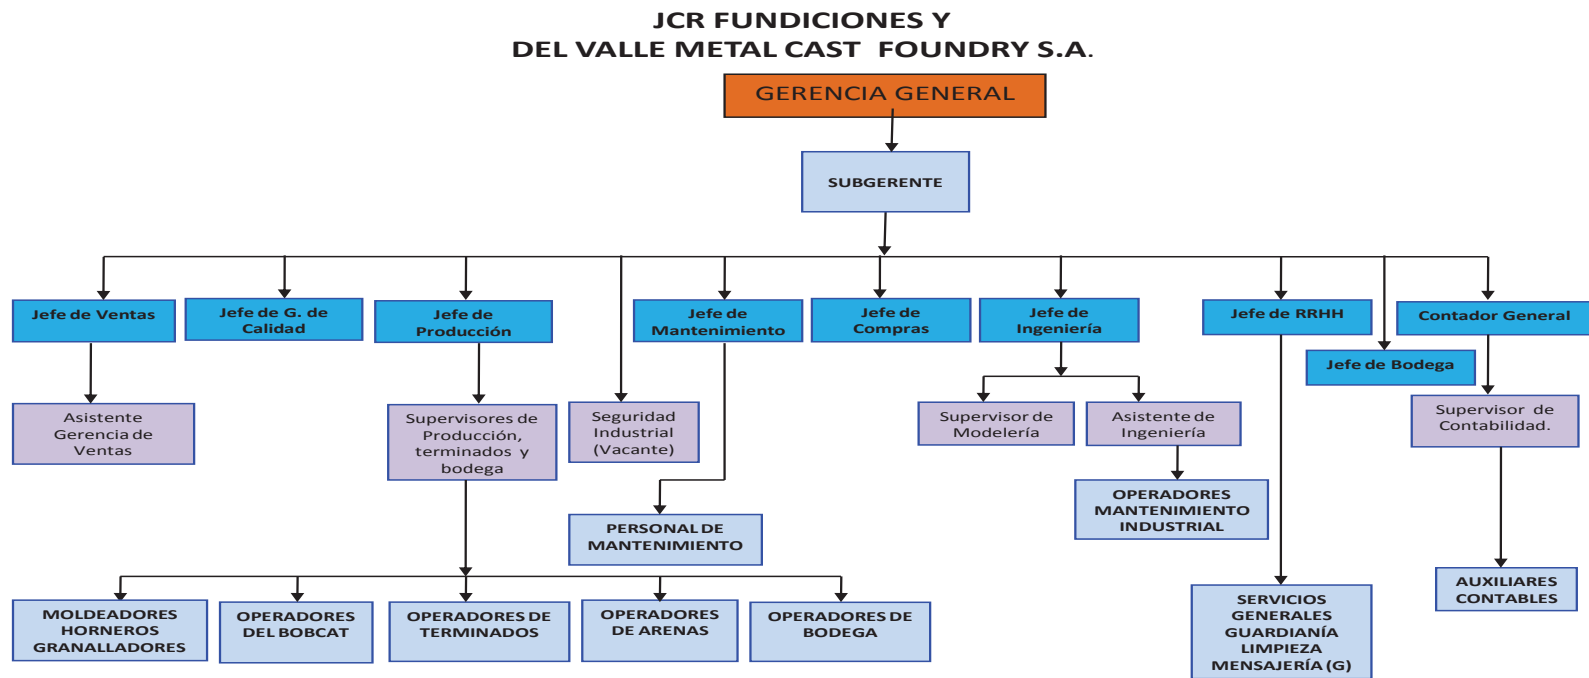 JCR FUNDICIONES Y
DEL VALLE METAL CAST FOUNDRY S.A.
GERENCIA GENERAL
SUBGERENTE
Jefe de Ventas
Jefe de G. de
Calidad
Jefe de
Producción
Jefe de
Mantenimiento
Jefe de
Compras
Jefe de
Ingeniería
Jefe de RRHH
Contador General
Jefe de Bodega
Asistente
Gerencia de
Ventas
Supervisores de
Producción,
terminados y
bodega
Seguridad
Industrial
(Vacante)
Supervisor de
Modelería
Asistente de
Ingeniería
Supervisor de
Contabilidad.
PERSONAL DE
MANTENIMIENTO
OPERADORES
MANTENIMIENTO
INDUSTRIAL
MOLDEADORES
HORNEROS
GRANALLADORES
OPERADORES
DEL BOBCAT
OPERADORES DE
TERMINADOS
OPERADORES
DE ARENAS
OPERADORES DE
BODEGA
SERVICIOS
GENERALES
GUARDIANÍA
LIMPIEZA
MENSAJERÍA (G)
AUXILIARES
CONTABLES